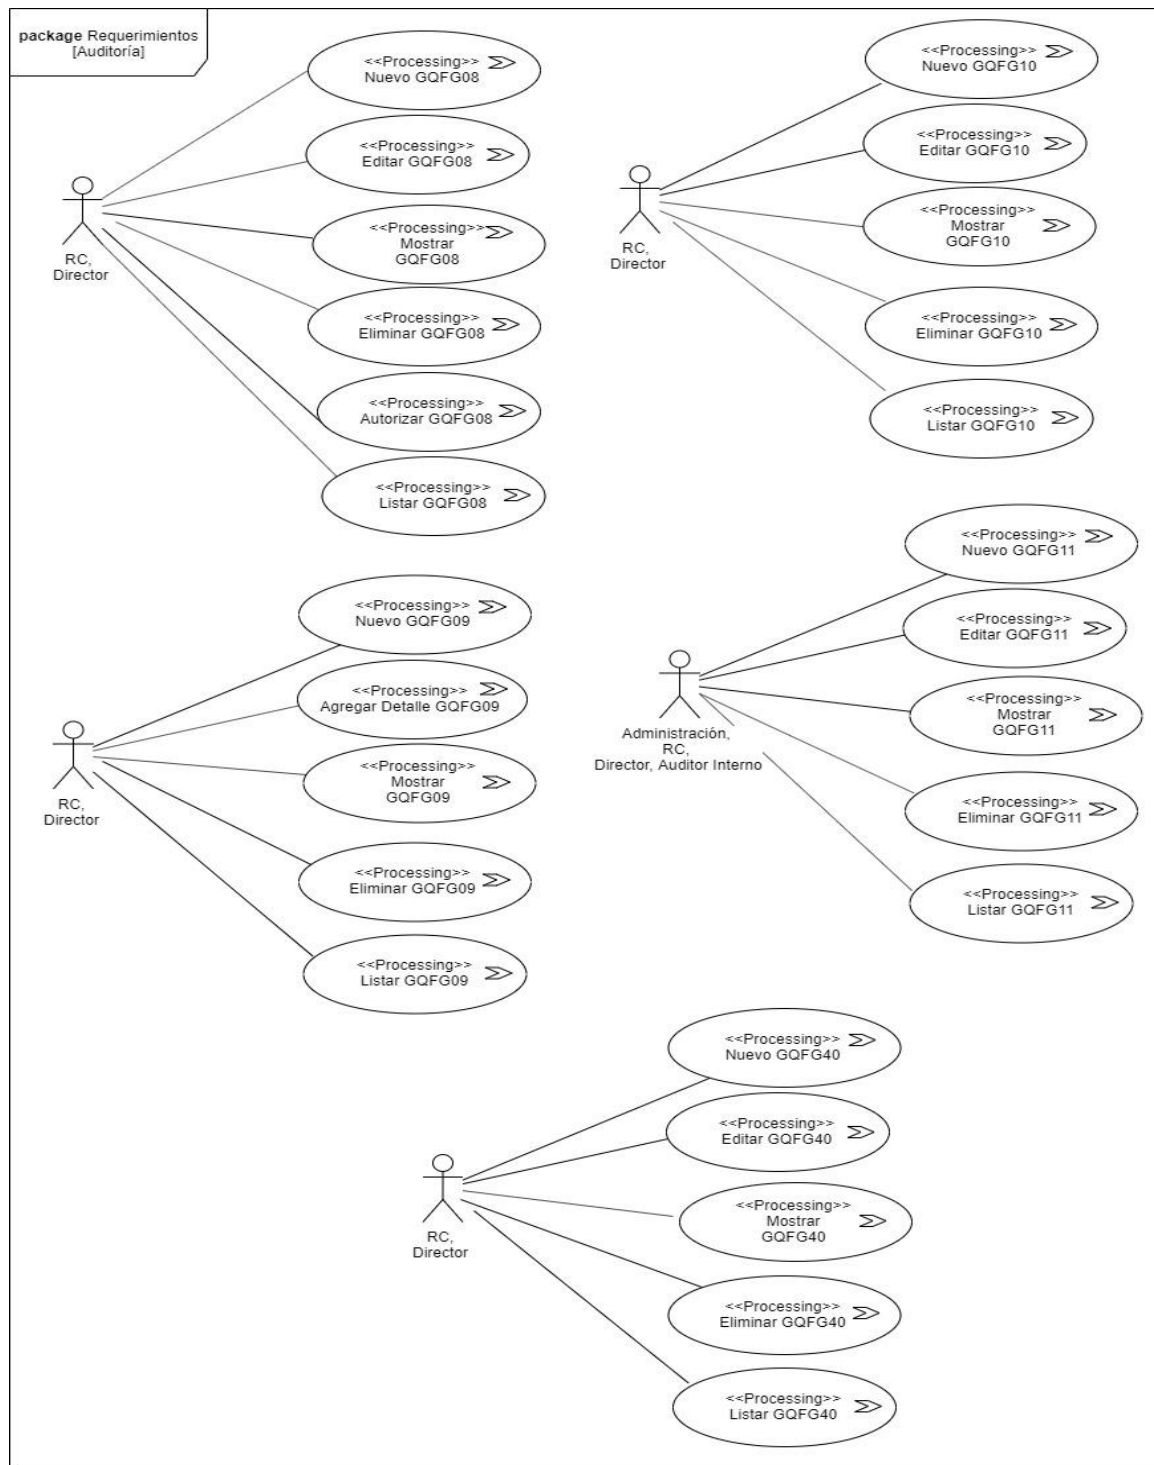 package Requerimientos
[Auditoría]
<<Processing>>
Nuevo GQFG08
<<Processing>>
Editar GQFG08
<<Processing>>
Mostrar
GQFG08
<<Processing>>
Eliminar GQFG08
<<Processing>>
Autorizar GQFG08
<<Processing>>
Listar GQFG08
RC,
Director
<<Processing>>
Nuevo GQFG10
<<Processing>>
Editar GQFG10
<<Processing>>
Mostrar
GQFG10
<<Processing>>
Eliminar GQFG10
<<Processing>>
Listar GQFG10
RC,
Director
<<Processing>>
Nuevo GQFG09
<<Processing>>
Agregar Detalle GQFG09
<<Processing>>
Mostrar
GQFG09
<<Processing>>
Eliminar GQFG09
<<Processing>>
Listar GQFG09
RC,
Director
<<Processing>>
Nuevo GQFG11
<<Processing>>
Editar GQFG11
<<Processing>>
Mostrar
GQFG11
<<Processing>>
Eliminar GQFG11
<<Processing>>
Listar GQFG11
Administración,
RC,
Director, Auditor Interno
<<Processing>>
Nuevo GQFG40
<<Processing>>
Editar GQFG40
<<Processing>>
Mostrar
GQFG40
<<Processing>>
Eliminar GQFG40
<<Processing>>
Listar GQFG40
RC,
Director